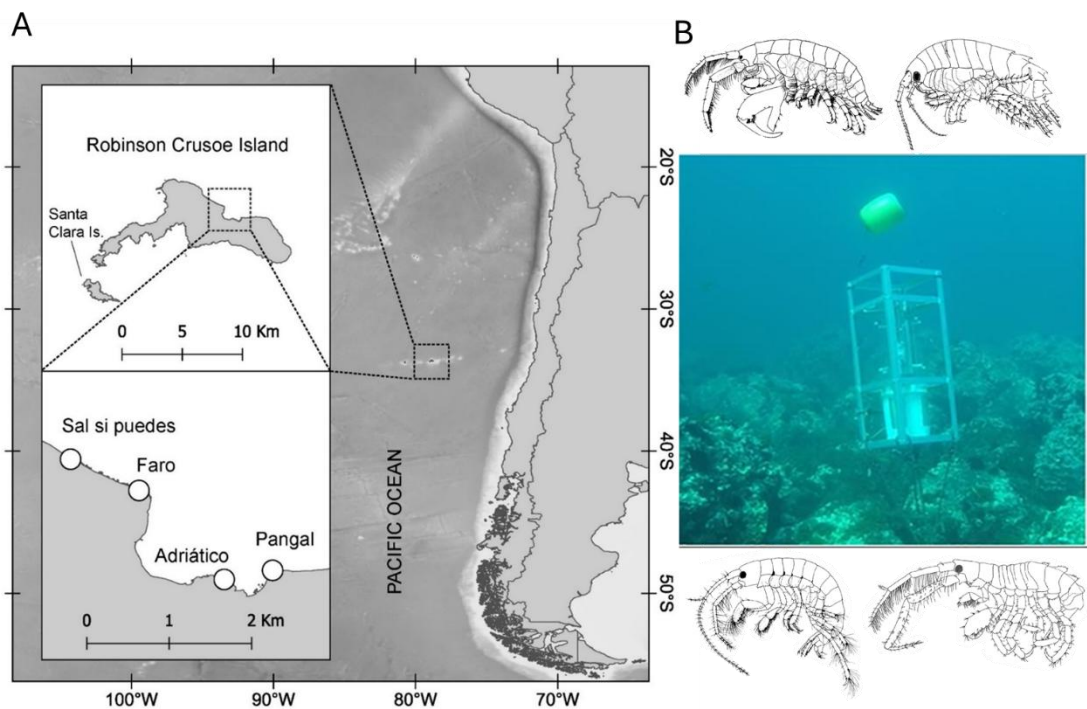 A
B
Robinson Crusoe Island
Santa
Clara Is.
0 5 10 Km
Sal si puedes
Faro
Adriático
Pangal
0 1 2 Km
PACIFIC OCEAN
20°S
30°S
40°S
50°S
100°W 90°W 80°W 70°W